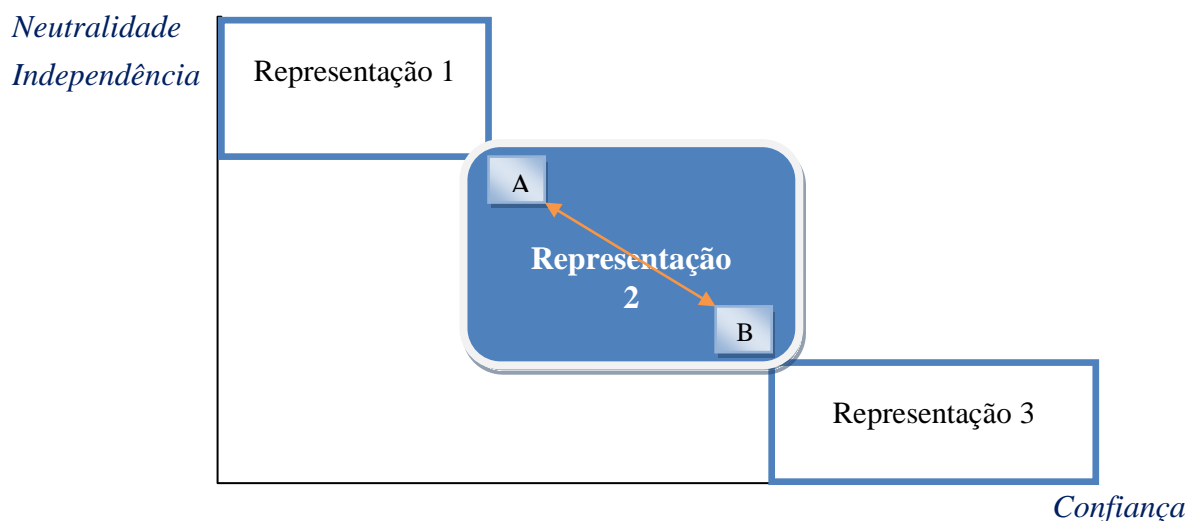 Neutralidade
Independência
Representação 1
A
Representação
2
B
Representação 3
Confiança